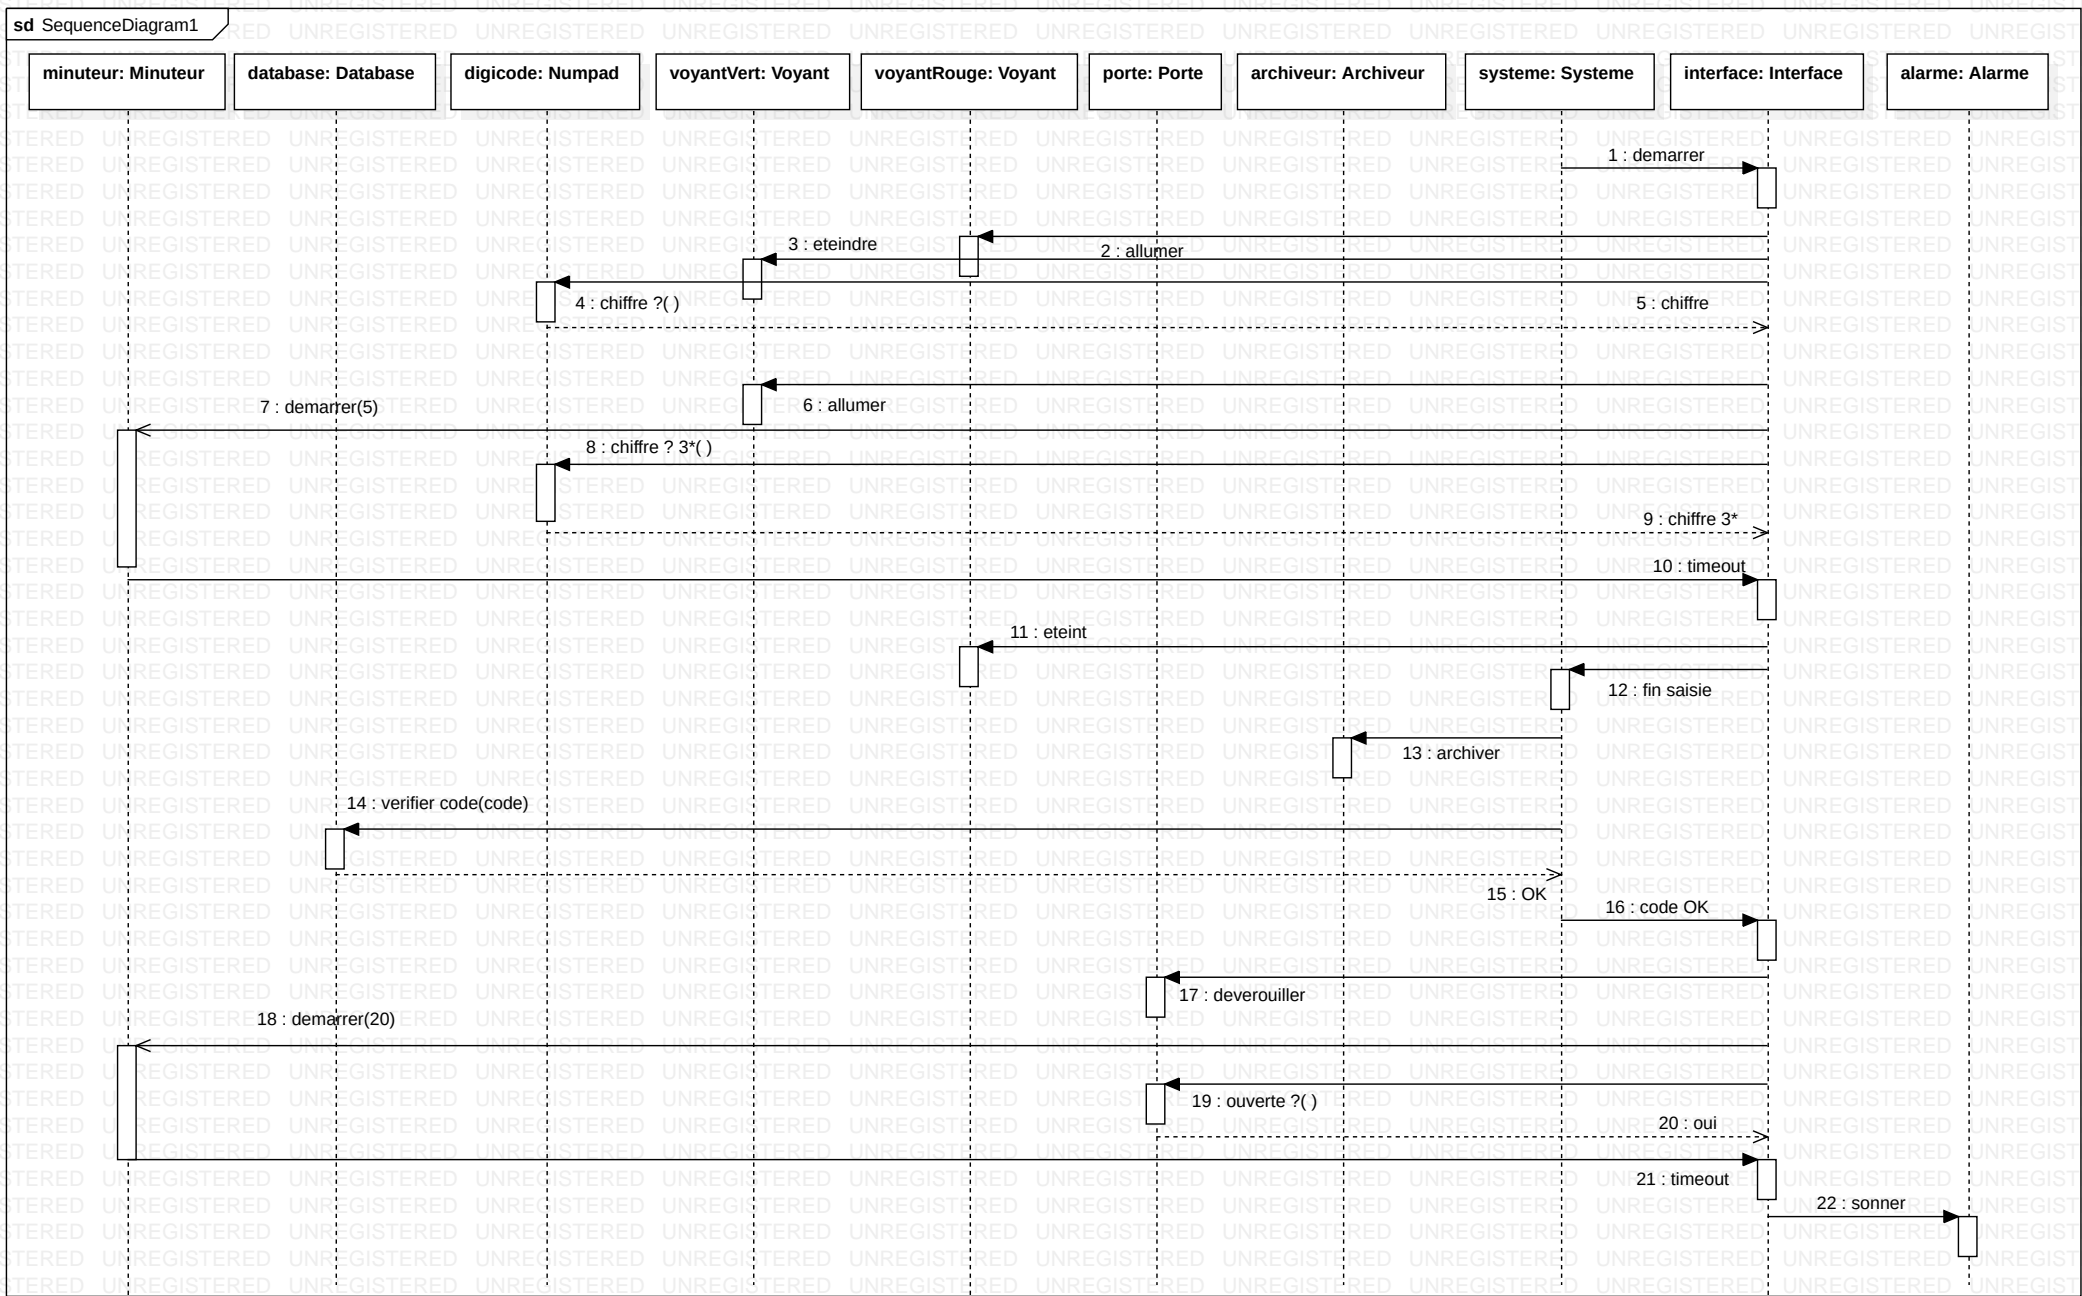 sd SequenceDiagram1
minuteur: Minuteur
database: Database
digicode: Numpad
voyantVert: Voyant
voyantRouge: Voyant
porte: Porte
archiveur: Archiveur
systeme: Systeme
interface: Interface
alarme: Alarme
1 : demarrer
2 : allumer
3 : eteindre
4 : chiffre ?( )
5 : chiffre
6 : allumer
7 : demarrer(5)
8 : chiffre ? 3*( )
9 : chiffre 3*
10 : timeout
11 : eteint
12 : fin saisie
13 : archiver
14 : verifier code(code)
15 : OK
16 : code OK
17 : deverouiller
18 : demarrer(20)
19 : ouverte ?( )
20 : oui
21 : timeout
22 : sonner
UNREGISTERED